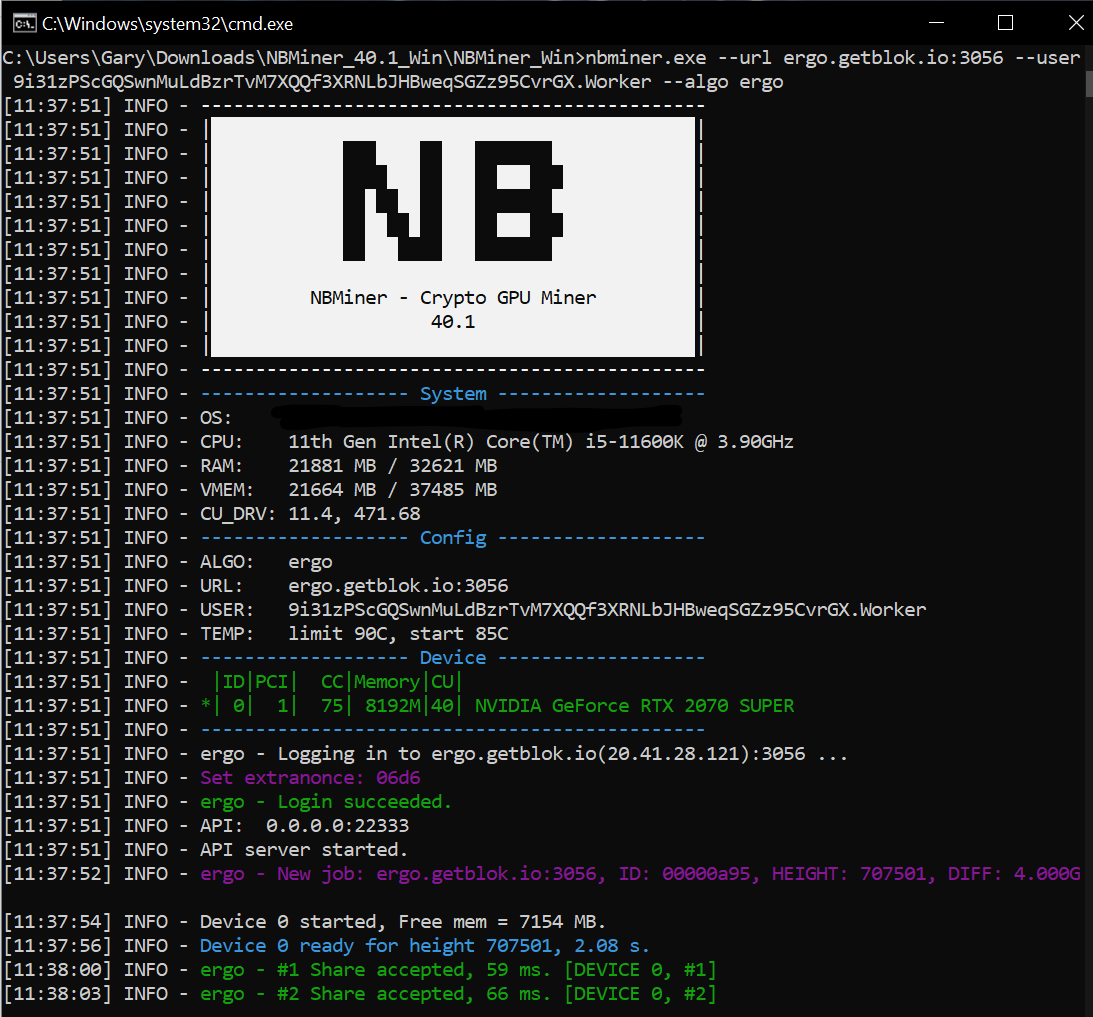 C:\Windows\system32\cmd.exe
C:\Users\Gary\Downloads\NBMiner_40.1_Win\NBMiner_Win>nbminer.exe --url ergo.getblok.io:3056 --user
9i31zPScGQSwnMuLdBzrTvM7XQQf3XRNLbJHBweqSGZz95CvrGX.Worker --algo ergo
[11:37:51] INFO - ----------------------------------------------
[11:37:51] INFO - |                                            |
[11:37:51] INFO - | NB |
[11:37:51] INFO - |                                            |
[11:37:51] INFO - |                                            |
[11:37:51] INFO - |                                            |
[11:37:51] INFO - |                                            |
[11:37:51] INFO - |                                            |
[11:37:51] INFO - |                                            |
[11:37:51] INFO - |         NBMiner - Crypto GPU Miner         |
[11:37:51] INFO - |                    40.1                    |
[11:37:51] INFO - |                                            |
[11:37:51] INFO - ----------------------------------------------
[11:37:51] INFO - ------------------- System -------------------
[11:37:51] INFO - OS:
[11:37:51] INFO - CPU:    11th Gen Intel(R) Core(TM) i5-11600K @ 3.90GHz
[11:37:51] INFO - RAM:    21881 MB / 32621 MB
[11:37:51] INFO - VMEM:   21664 MB / 37485 MB
[11:37:51] INFO - CU_DRV: 11.4, 471.68
[11:37:51] INFO - ------------------- Config -------------------
[11:37:51] INFO - ALGO:   ergo
[11:37:51] INFO - URL:    ergo.getblok.io:3056
[11:37:51] INFO - USER:   9i31zPScGQSwnMuLdBzrTvM7XQQf3XRNLbJHBweqSGZz95CvrGX.Worker
[11:37:51] INFO - TEMP:   limit 90C, start 85C
[11:37:51] INFO - ------------------- Device -------------------
[11:37:51] INFO -  |ID|PCI|  CC|Memory|CU|
[11:37:51] INFO - *| 0|  1|  75| 8192M|40| NVIDIA GeForce RTX 2070 SUPER
[11:37:51] INFO - ----------------------------------------------
[11:37:51] INFO - ergo - Logging in to ergo.getblok.io(20.41.28.121):3056 ...
[11:37:51] INFO - Set extranonce: 06d6
[11:37:51] INFO - ergo - Login succeeded.
[11:37:51] INFO - API:  0.0.0.0:22333
[11:37:51] INFO - API server started.
[11:37:52] INFO - ergo - New job: ergo.getblok.io:3056, ID: 00000a95, HEIGHT: 707501, DIFF: 4.000G
[11:37:54] INFO - Device 0 started, Free mem = 7154 MB.
[11:37:56] INFO - Device 0 ready for height 707501, 2.08 s.
[11:38:00] INFO - ergo - #1 Share accepted, 59 ms. [DEVICE 0, #1]
[11:38:03] INFO - ergo - #2 Share accepted, 66 ms. [DEVICE 0, #2]